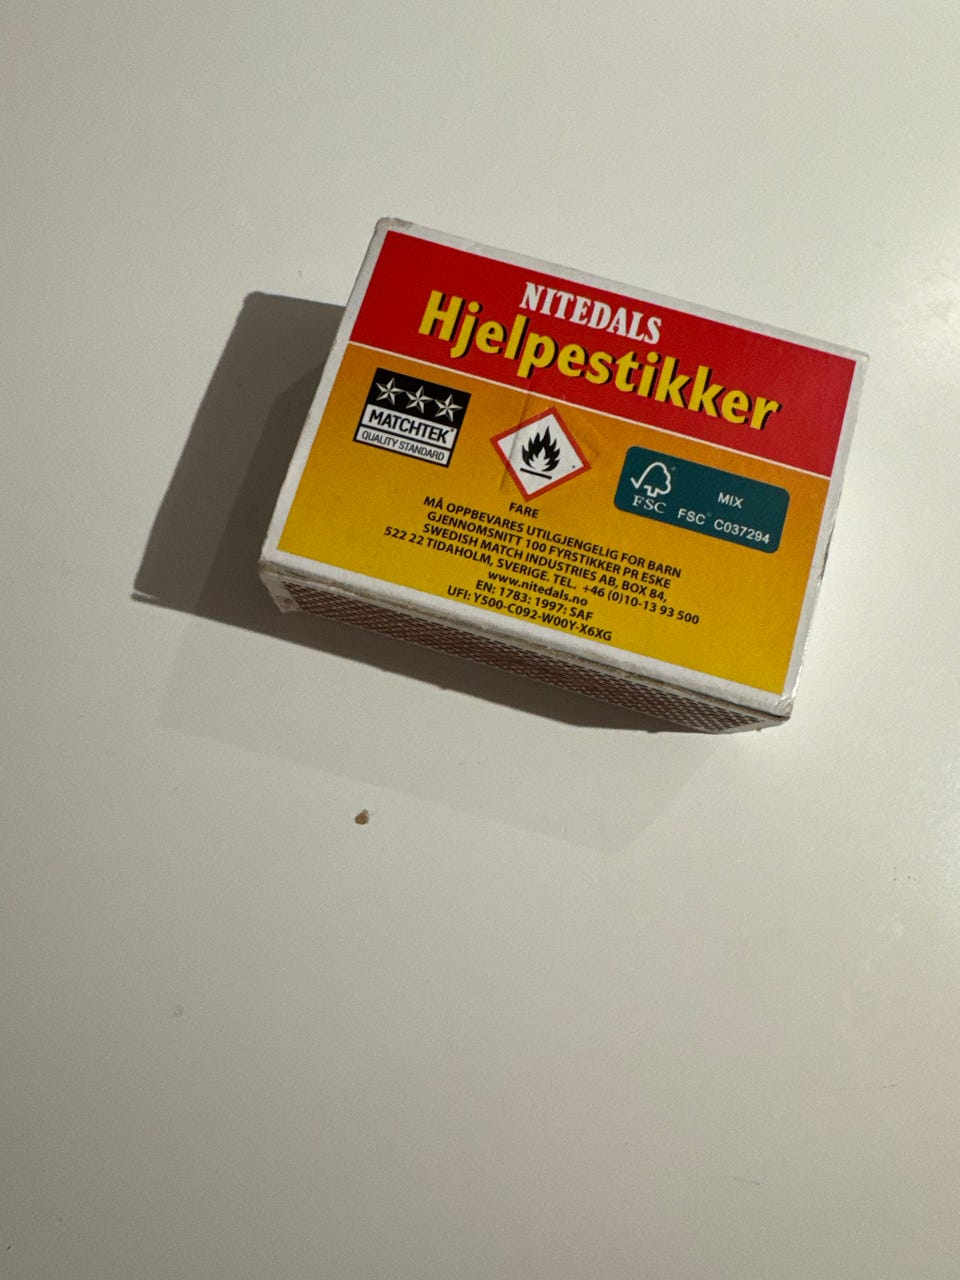 NITEDALS
Hjelpestikker
MATCHTEK
QUALITY STANDARD
FSC
MIX
FSC® C037294
FARE
MÅ OPPBEVARES UTILGJENGELIG FOR BARN
GJENNOMSNITT 100 FYRSTIKKER PR ESKE
SWEDISH MATCH INDUSTRIES AB, BOX 84,
522 22 TIDAHOLM, SVERIGE. TEL. +46 (0)10-13 93 500
www.nitedals.no
EN: 1783: 1997: SAF
UFI: Y500-C092-W00Y-X6XG